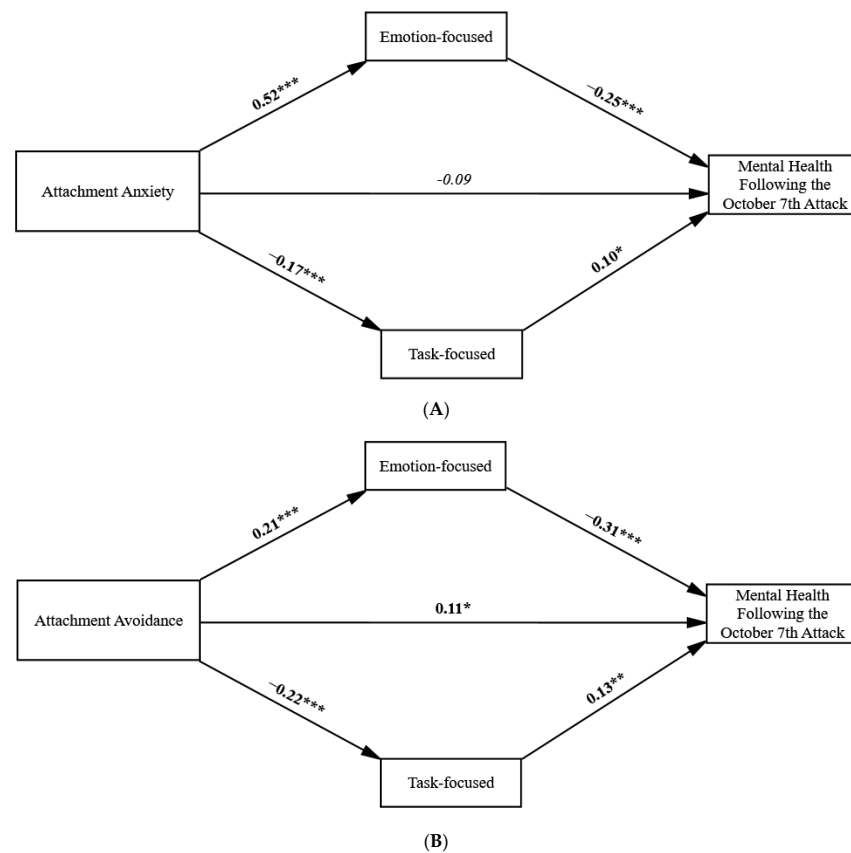 Emotion-focused
0.52***
−0.25***
Attachment Anxiety
-0.09
Mental Health
Following the
October 7th Attack
−0.17***
0.10*
Task-focused
(A)
Emotion-focused
0.21***
−0.31***
Attachment Avoidance
0.11*
Mental Health
Following the
October 7th Attack
−0.22***
0.13**
Task-focused
(B)